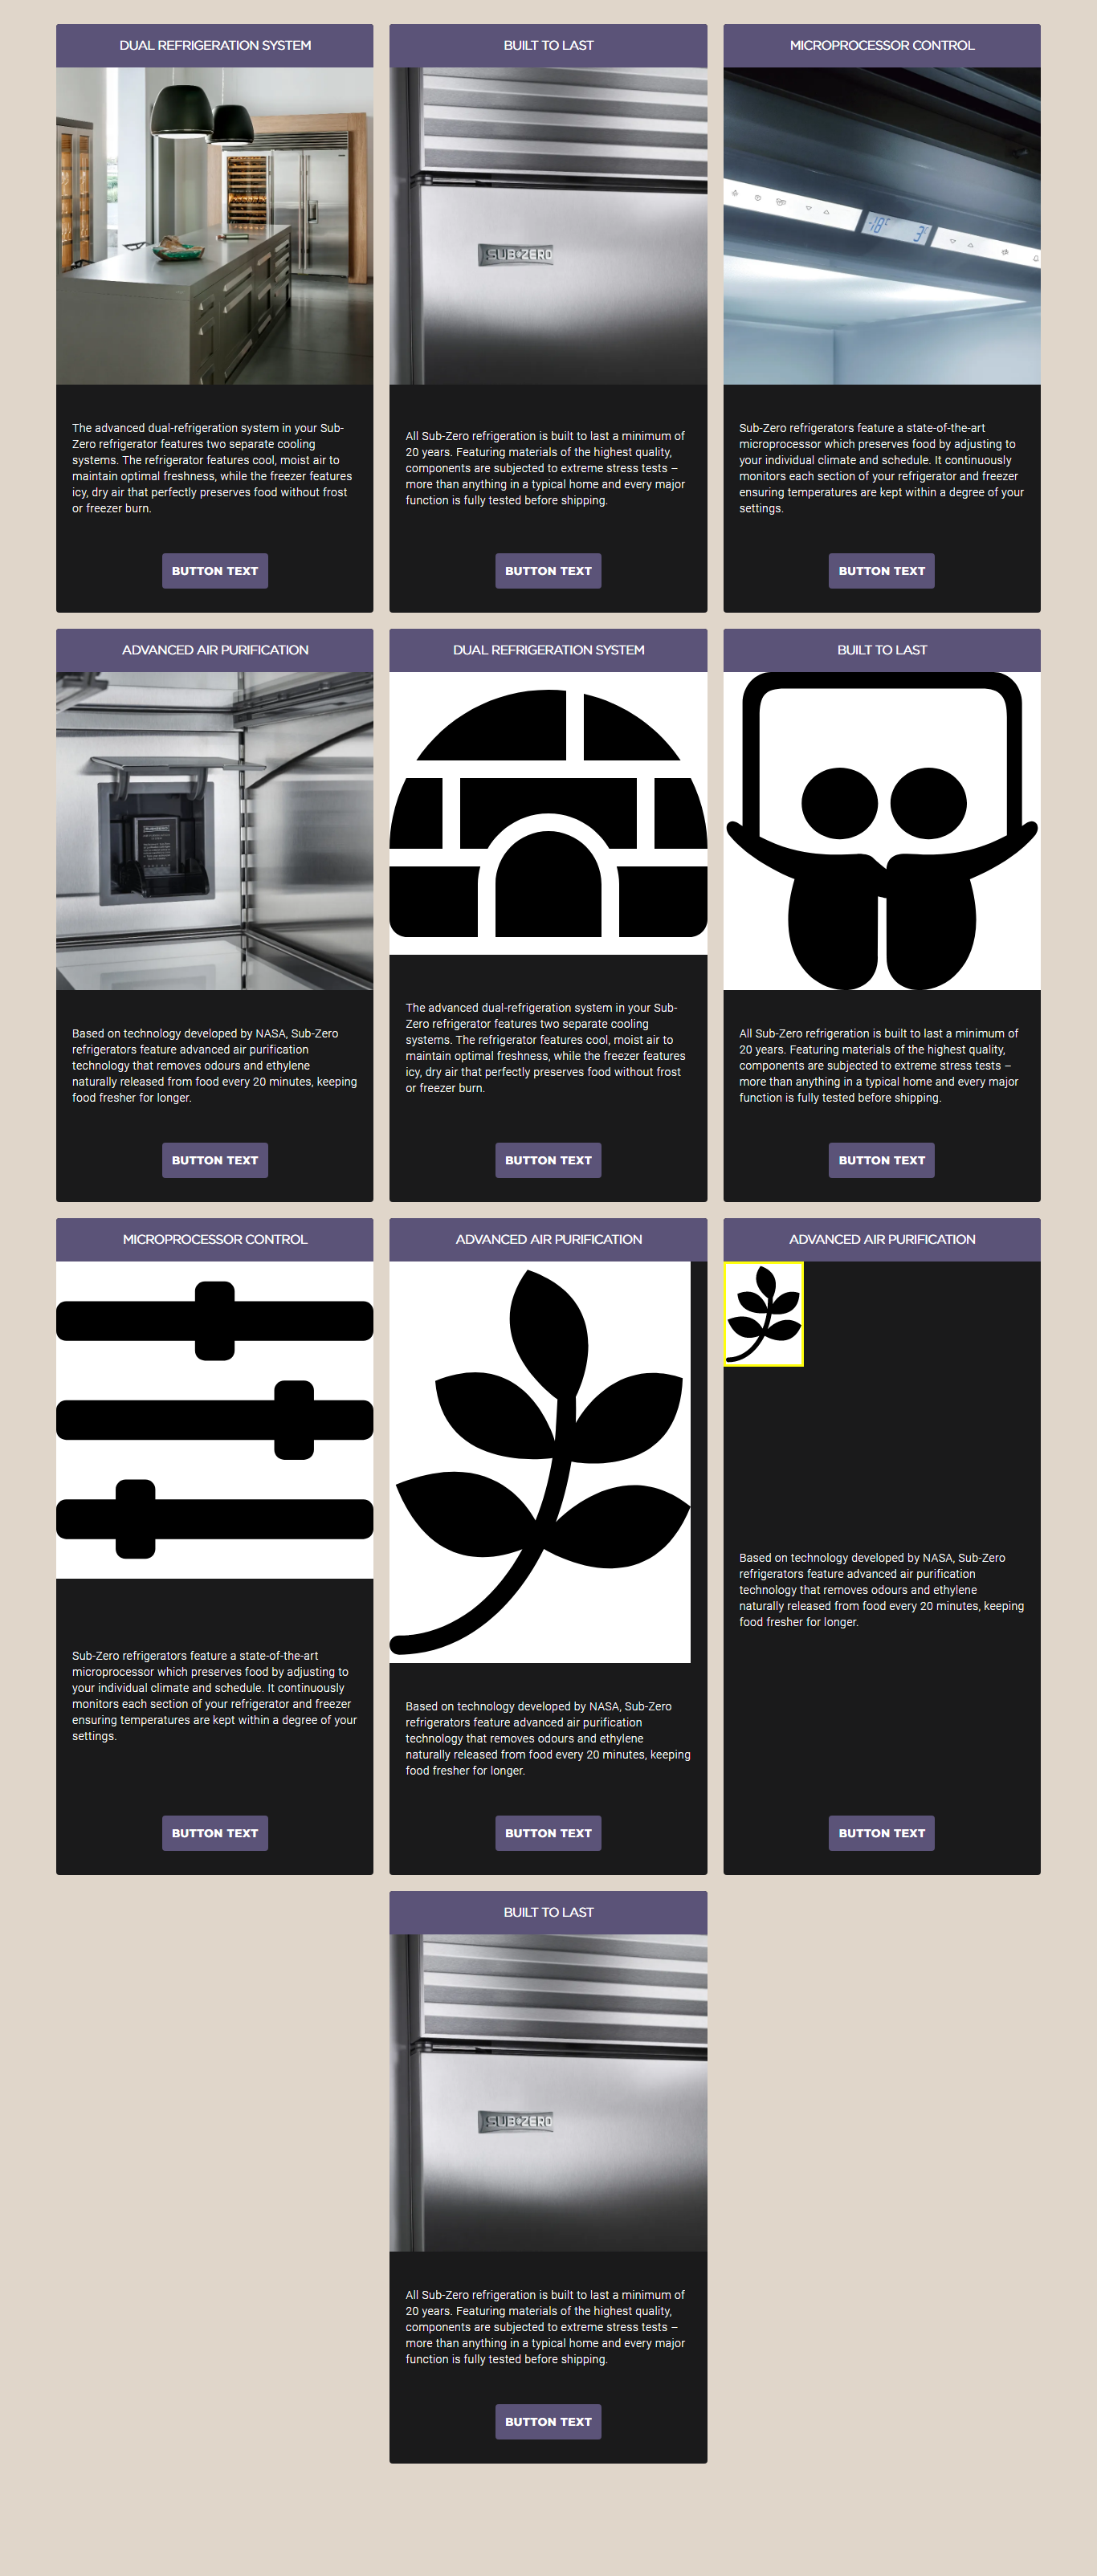 DUAL REFRIGERATION SYSTEM
BUILT TO LAST
MICROPROCESSOR CONTROL
SUB-ZERO
-18°
3°
The advanced dual-refrigeration system in your Sub-
Zero refrigerator features two separate cooling
systems. The refrigerator features cool, moist air to
maintain optimal freshness, while the freezer features
icy, dry air that perfectly preserves food without frost
or freezer burn.
All Sub-Zero refrigeration is built to last a minimum of
20 years. Featuring materials of the highest quality,
components are subjected to extreme stress tests –
more than anything in a typical home and every major
function is fully tested before shipping.
Sub-Zero refrigerators feature a state-of-the-art
microprocessor which preserves food by adjusting to
your individual climate and schedule. It continuously
monitors each section of your refrigerator and freezer
ensuring temperatures are kept within a degree of your
settings.
BUTTON TEXT
BUTTON TEXT
BUTTON TEXT
ADVANCED AIR PURIFICATION
DUAL REFRIGERATION SYSTEM
BUILT TO LAST
Based on technology developed by NASA, Sub-Zero
refrigerators feature advanced air purification
technology that removes odours and ethylene
naturally released from food every 20 minutes, keeping
food fresher for longer.
The advanced dual-refrigeration system in your Sub-
Zero refrigerator features two separate cooling
systems. The refrigerator features cool, moist air to
maintain optimal freshness, while the freezer features
icy, dry air that perfectly preserves food without frost
or freezer burn.
All Sub-Zero refrigeration is built to last a minimum of
20 years. Featuring materials of the highest quality,
components are subjected to extreme stress tests –
more than anything in a typical home and every major
function is fully tested before shipping.
BUTTON TEXT
BUTTON TEXT
BUTTON TEXT
MICROPROCESSOR CONTROL
ADVANCED AIR PURIFICATION
ADVANCED AIR PURIFICATION
Sub-Zero refrigerators feature a state-of-the-art
microprocessor which preserves food by adjusting to
your individual climate and schedule. It continuously
monitors each section of your refrigerator and freezer
ensuring temperatures are kept within a degree of your
settings.
Based on technology developed by NASA, Sub-Zero
refrigerators feature advanced air purification
technology that removes odours and ethylene
naturally released from food every 20 minutes, keeping
food fresher for longer.
Based on technology developed by NASA, Sub-Zero
refrigerators feature advanced air purification
technology that removes odours and ethylene
naturally released from food every 20 minutes, keeping
food fresher for longer.
BUTTON TEXT
BUTTON TEXT
BUTTON TEXT
BUILT TO LAST
SUB-ZERO
All Sub-Zero refrigeration is built to last a minimum of
20 years. Featuring materials of the highest quality,
components are subjected to extreme stress tests –
more than anything in a typical home and every major
function is fully tested before shipping.
BUTTON TEXT